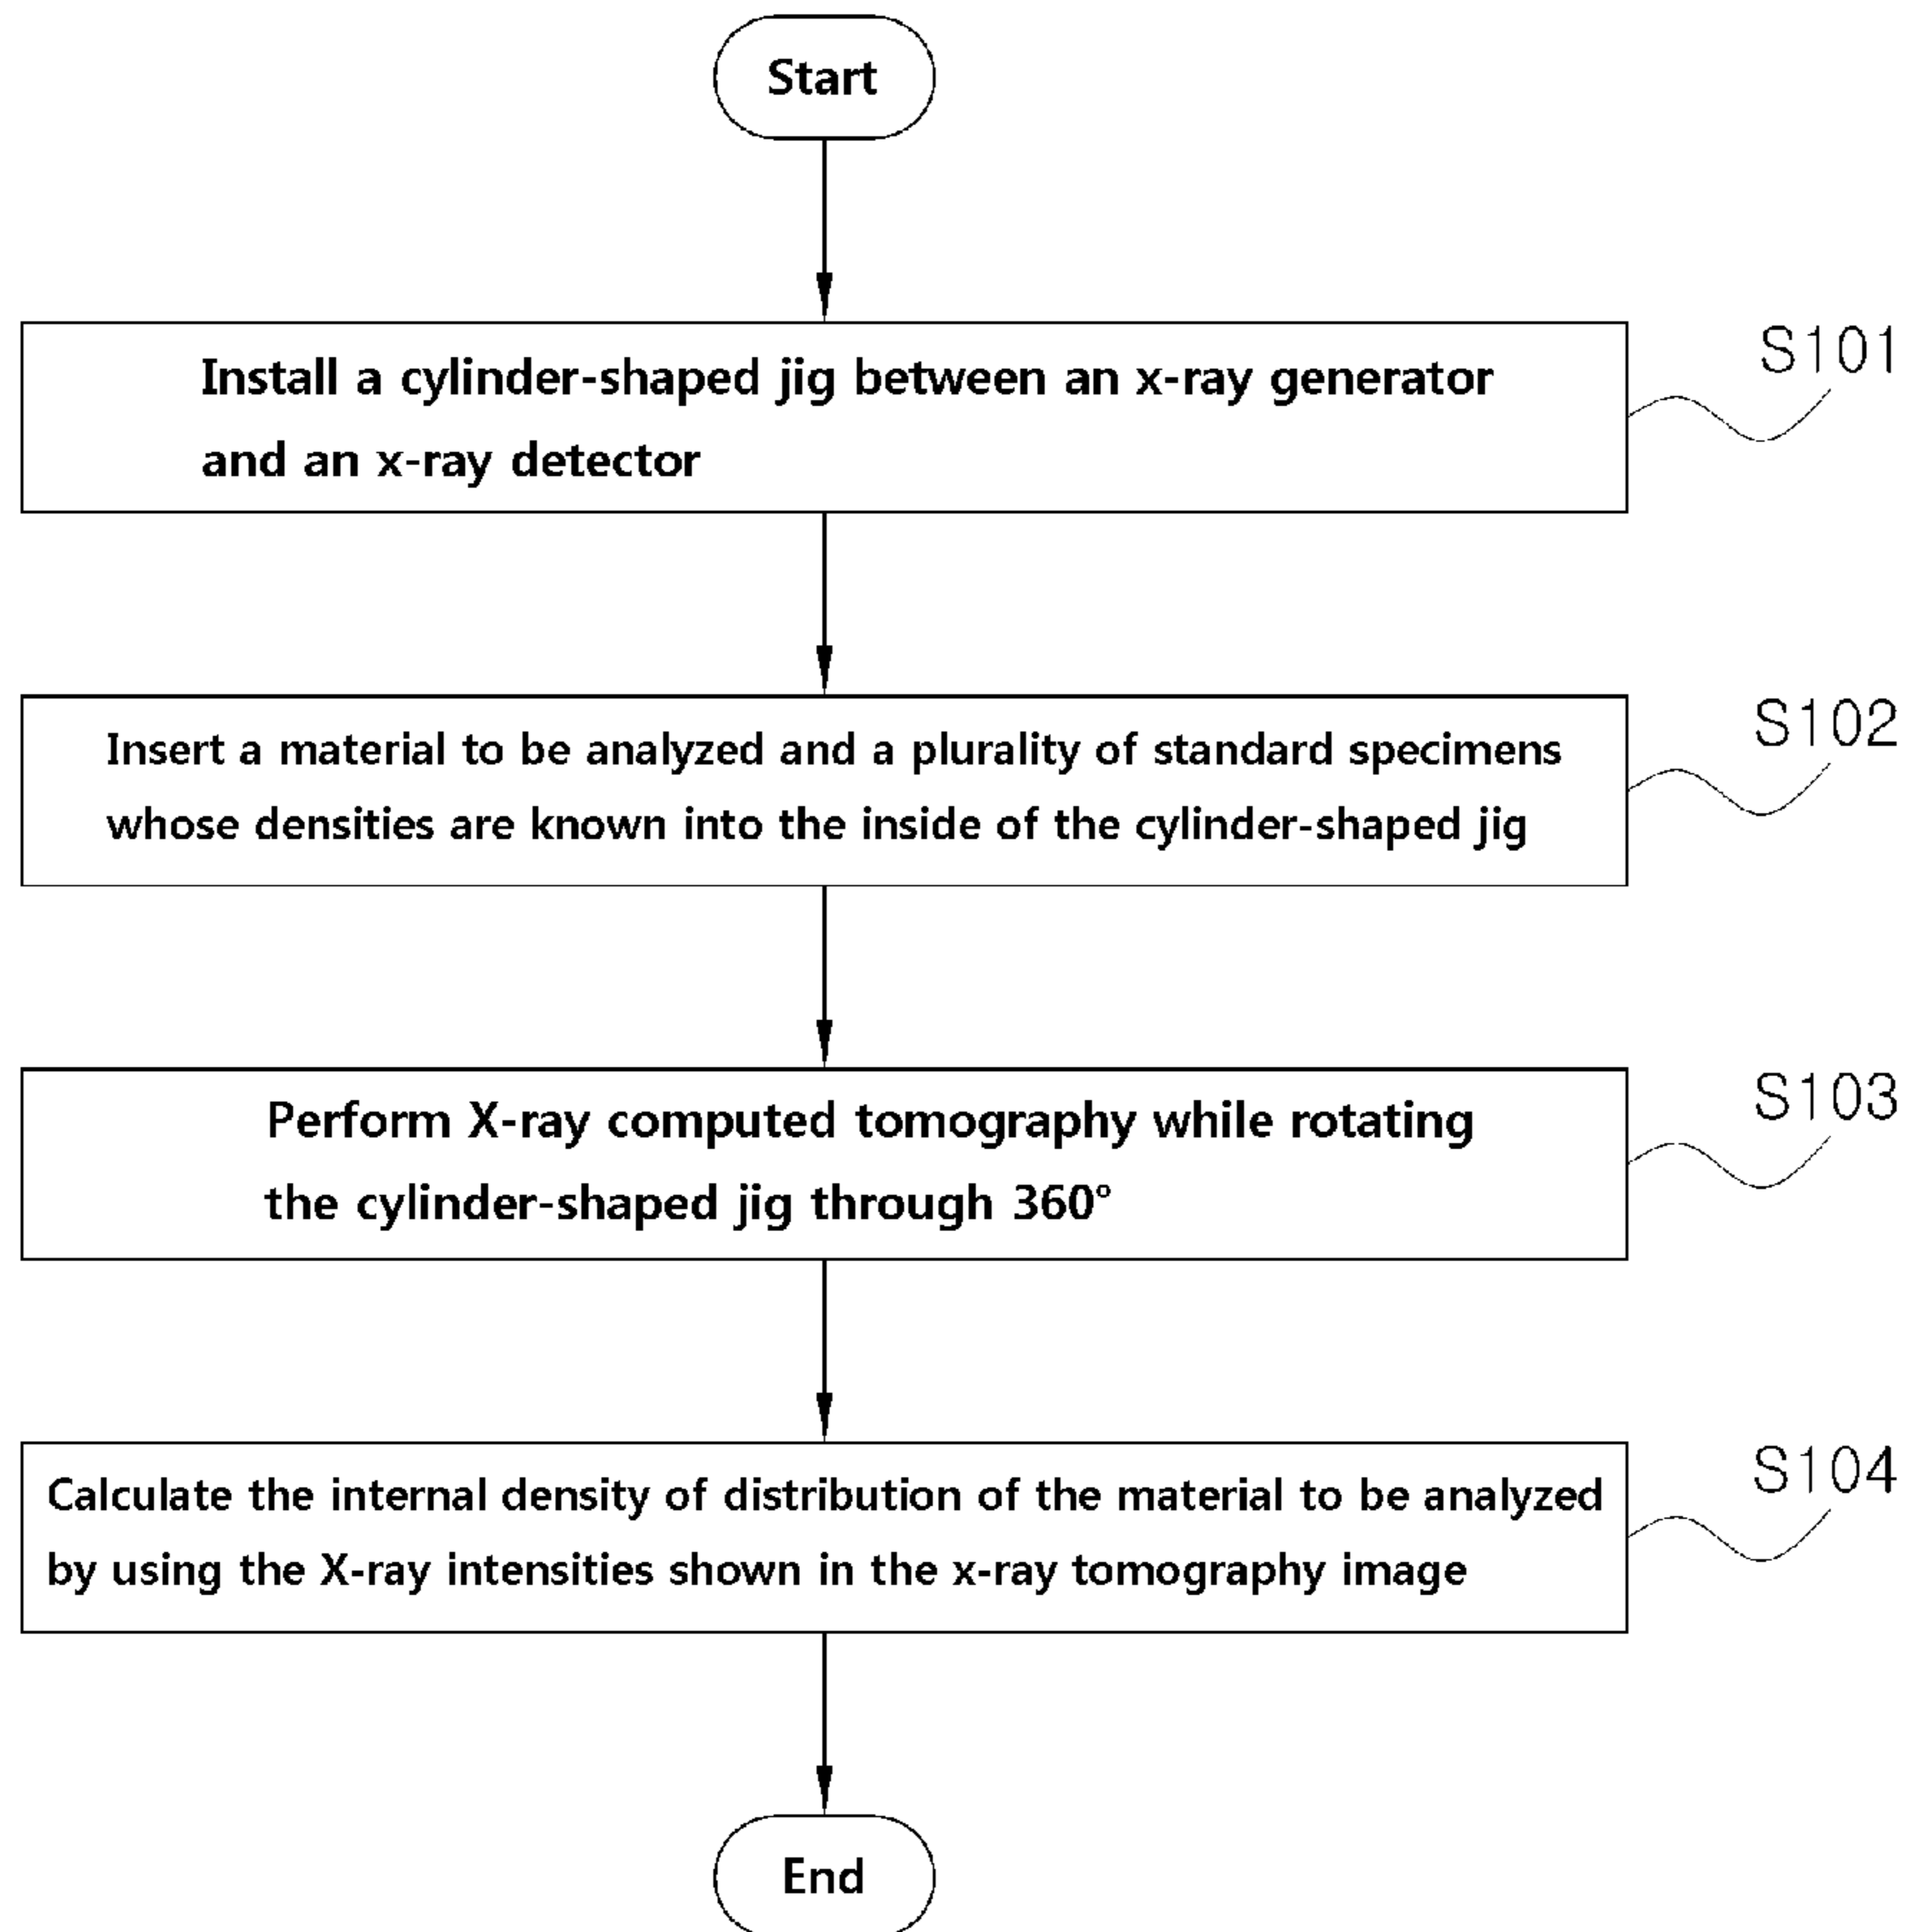 Start
Install a cylinder-shaped jig between an x-ray generator
and an x-ray detector
S101
Insert a material to be analyzed and a plurality of standard specimens
whose densities are known into the inside of the cylinder-shaped jig
S102
Perform X-ray computed tomography while rotating
the cylinder-shaped jig through 360º
S103
Calculate the internal density of distribution of the material to be analyzed
by using the X-ray intensities shown in the x-ray tomography image
S104
End